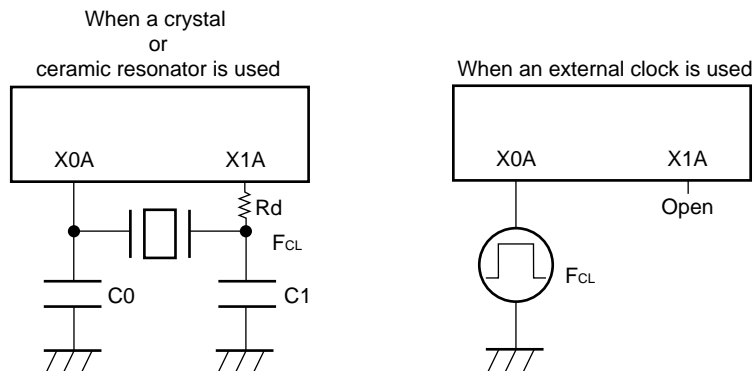 When a crystal
or
ceramic resonator is used
X0A
X1A
Rd
FCL
C0
C1
When an external clock is used
X0A
X1A
Open
FCL